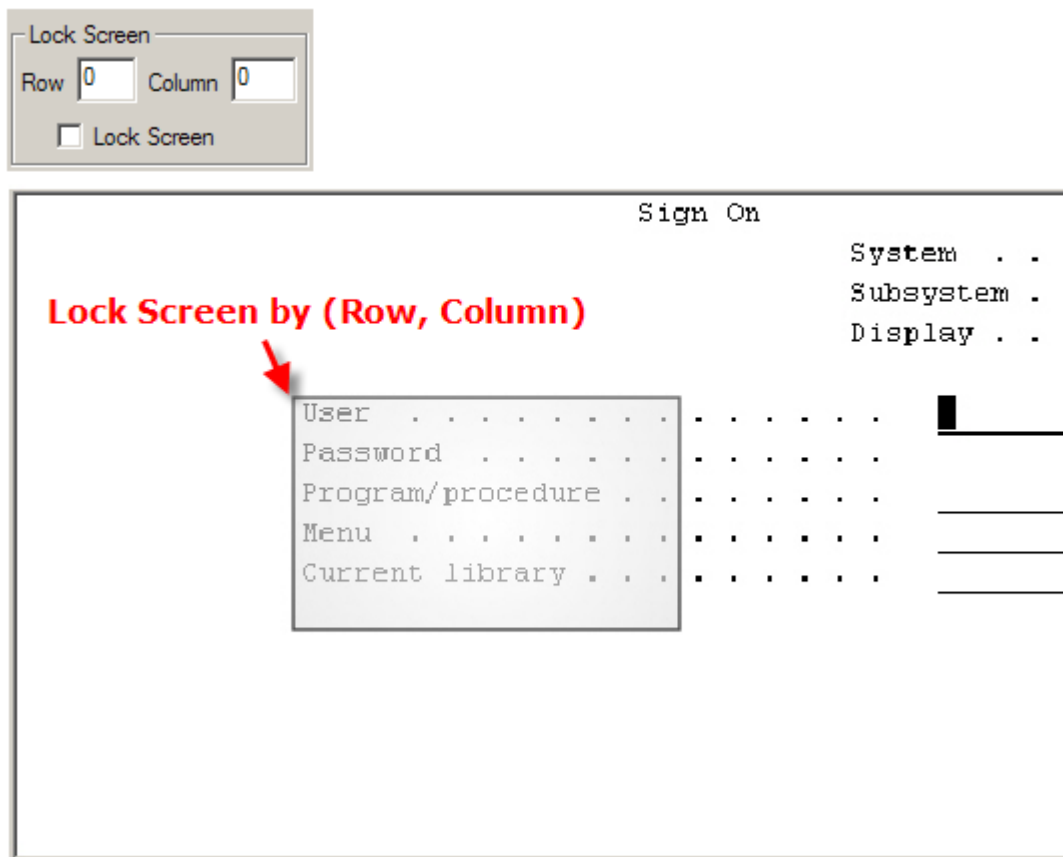 Lock Screen
Row 0 Column 0
Lock Screen
Sign On
System . .
Subsystem .
Display . .
Lock Screen by (Row, Column)
User . . . . . . . . . . . . . .
Password . . . . . . . . . . . .
Program/procedure . . . . . . . .
Menu . . . . . . . . . . . . . .
Current library . . . . . . . . .